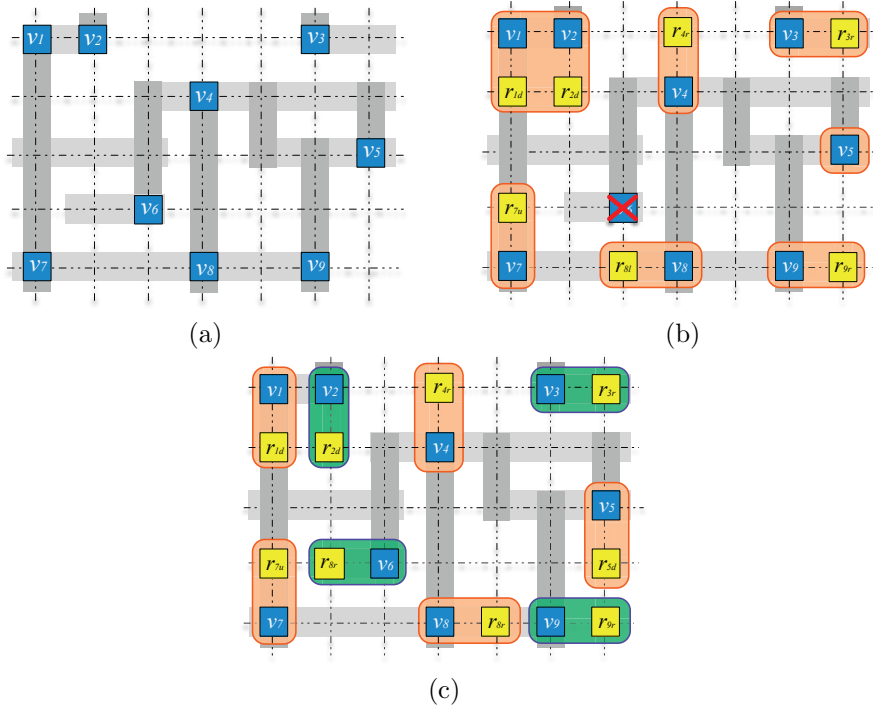 v1 v2 v3
v4
v5
v6
v7 v8 v9
(a)
v1 v2 r4r v3 r3r
r1d r2d v4
v5
r7u
v7 r8l v8 v9 r9r
(b)
v1 v2 r4r v3 r3r
r1d r2d v4
v5
r7u r8r v6 r5d
v7 v8 r8r v9 r9r
(c)